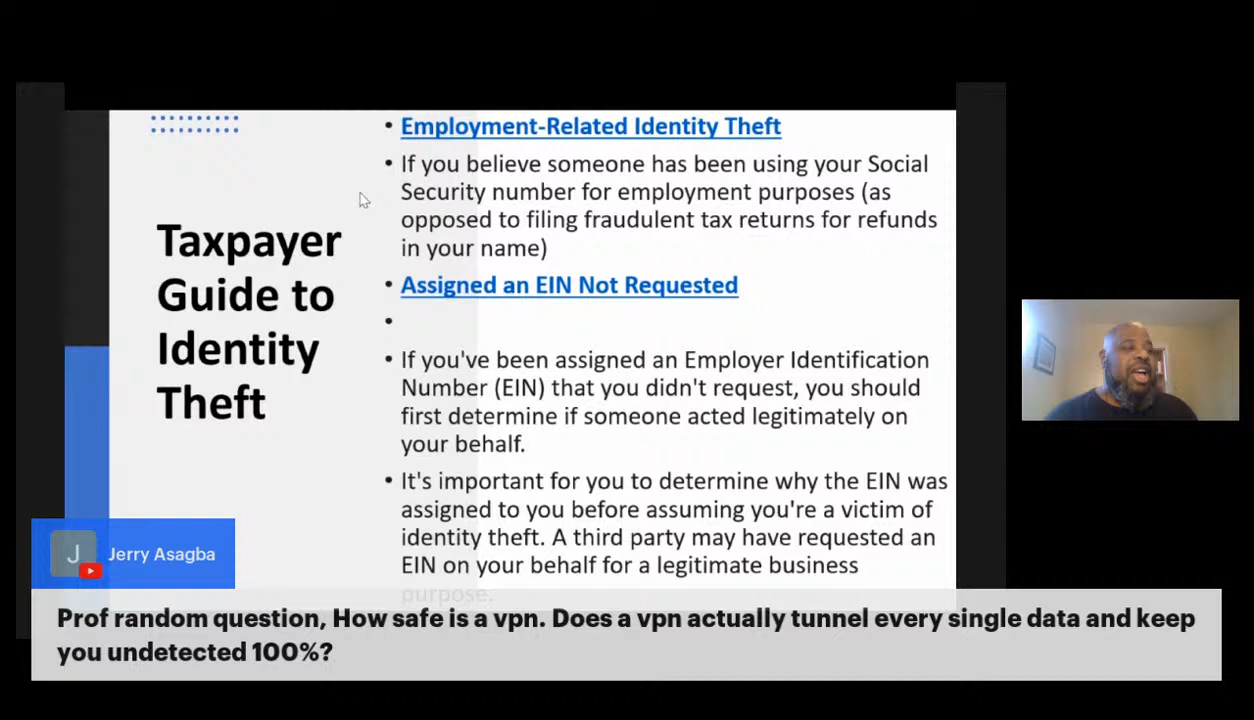 Taxpayer
Guide to
Identity
Theft
• Employment-Related Identity Theft
• If you believe someone has been using your Social
Security number for employment purposes (as
opposed to filing fraudulent tax returns for refunds
in your name)
• Assigned an EIN Not Requested
•
• If you've been assigned an Employer Identification
Number (EIN) that you didn't request, you should
first determine if someone acted legitimately on
your behalf.
• It's important for you to determine why the EIN was
assigned to you before assuming you're a victim of
identity theft. A third party may have requested an
EIN on your behalf for a legitimate business
purpose.
J
Jerry Asagba
Prof random question, How safe is a vpn. Does a vpn actually tunnel every single data and keep
you undetected 100%?